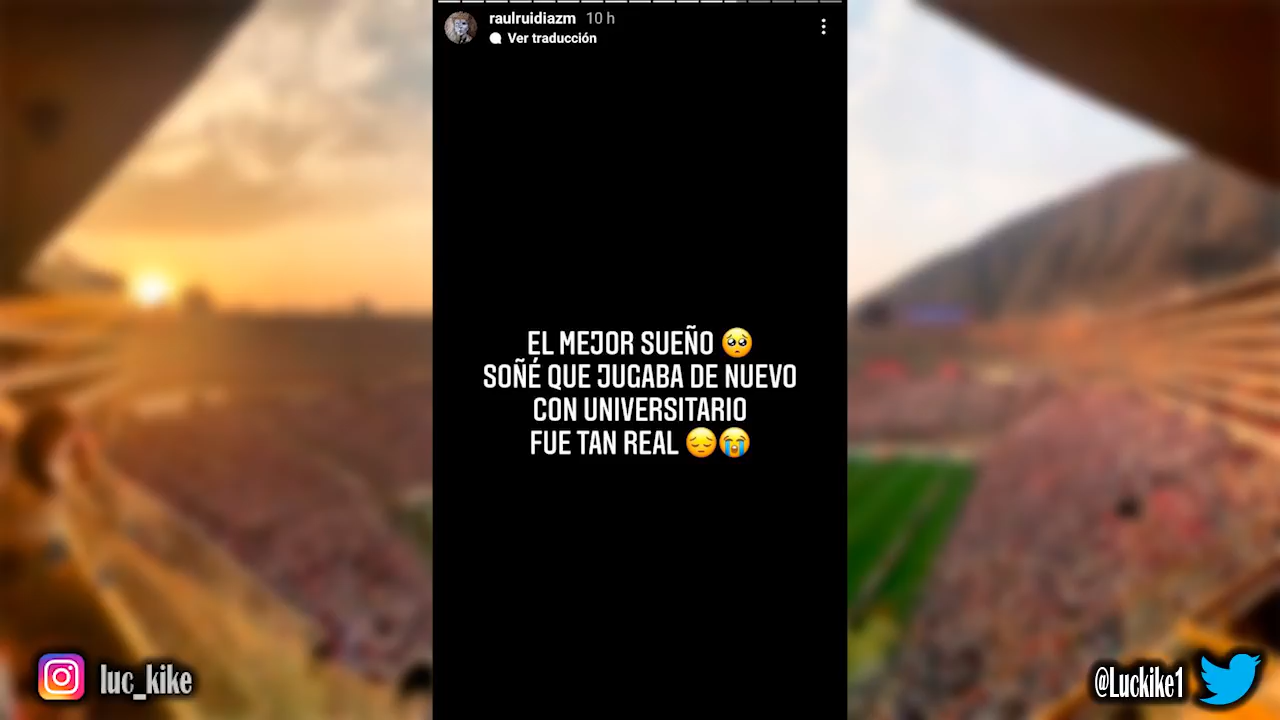 raulruidiazm 10 h
Ver traducción
EL MEJOR SUEÑO 🥺
SOÑÉ QUE JUGABA DE NUEVO
CON UNIVERSITARIO
FUE TAN REAL 😔😭
luc_kike
@Luckike1